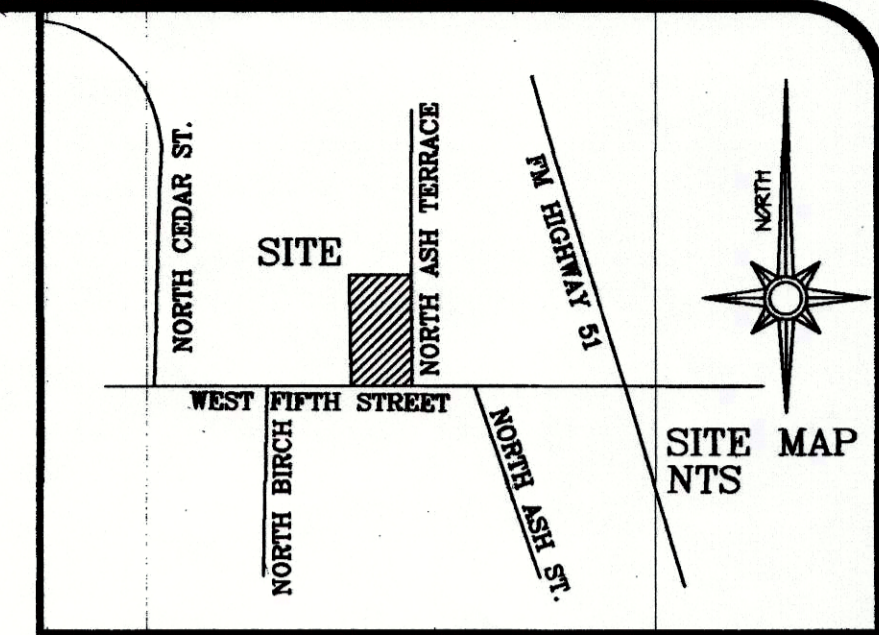 NORTH CEDAR ST.
SITE
NORTH ASH TERRACE
FM HIGHWAY 51
NORTH
WEST FIFTH STREET
NORTH BIRCH
NORTH ASH ST.
SITE MAP
NTS